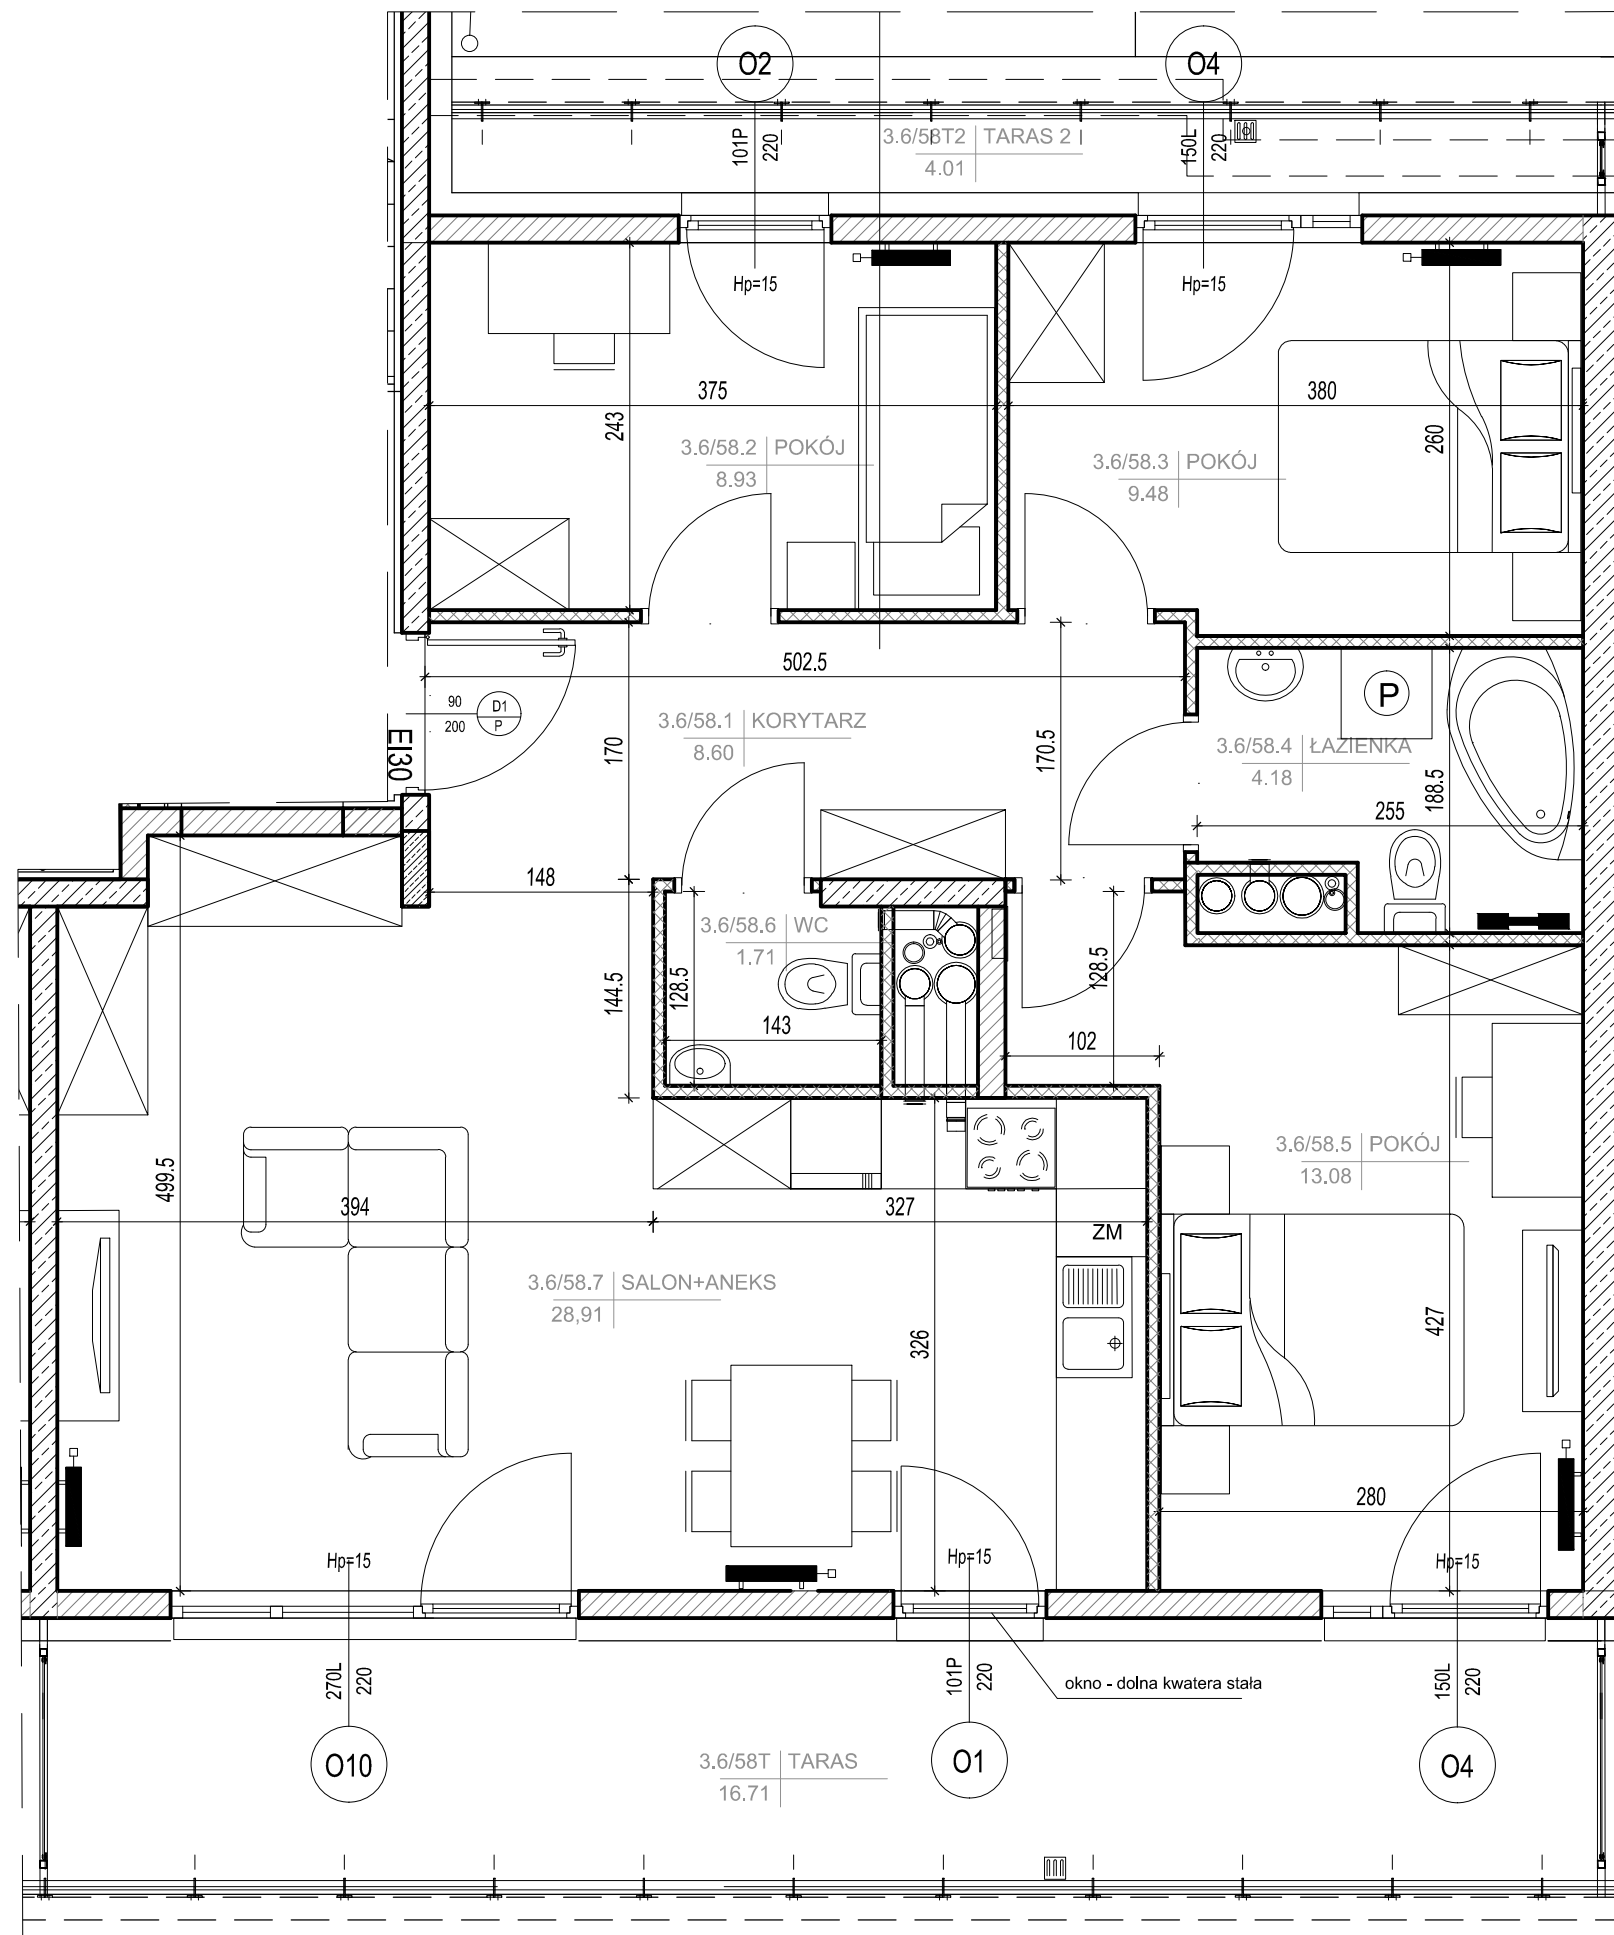 O2
O4
101P
220
3.6/58T2 TARAS 2
4.01
150L
220
Hp=15
Hp=15
375
380
243
260
3.6/58.2 POKÓJ
8.93
3.6/58.3 POKÓJ
9.48
502.5
90
200
D1
P
EI30
3.6/58.1 KORYTARZ
8.60
170
170.5
P
3.6/58.4 ŁAZIENKA
4.18
188.5
255
148
3.6/58.6 WC
1.71
144.5
128.5
143
128.5
102
499.5
3.6/58.5 POKÓJ
13.08
394
327
ZM
3.6/58.7 SALON+ANEKS
28,91
326
427
280
Hp=15
Hp=15
Hp=15
270L
220
101P
220
okno - dolna kwatera stała
150L
220
O10
O1
O4
3.6/58T TARAS
16.71